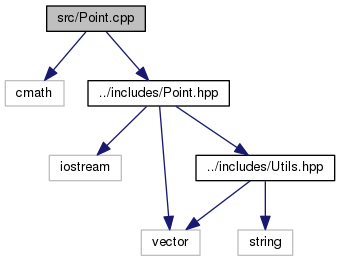 src/Point.cpp
cmath
../includes/Point.hpp
iostream
../includes/Utils.hpp
vector
string